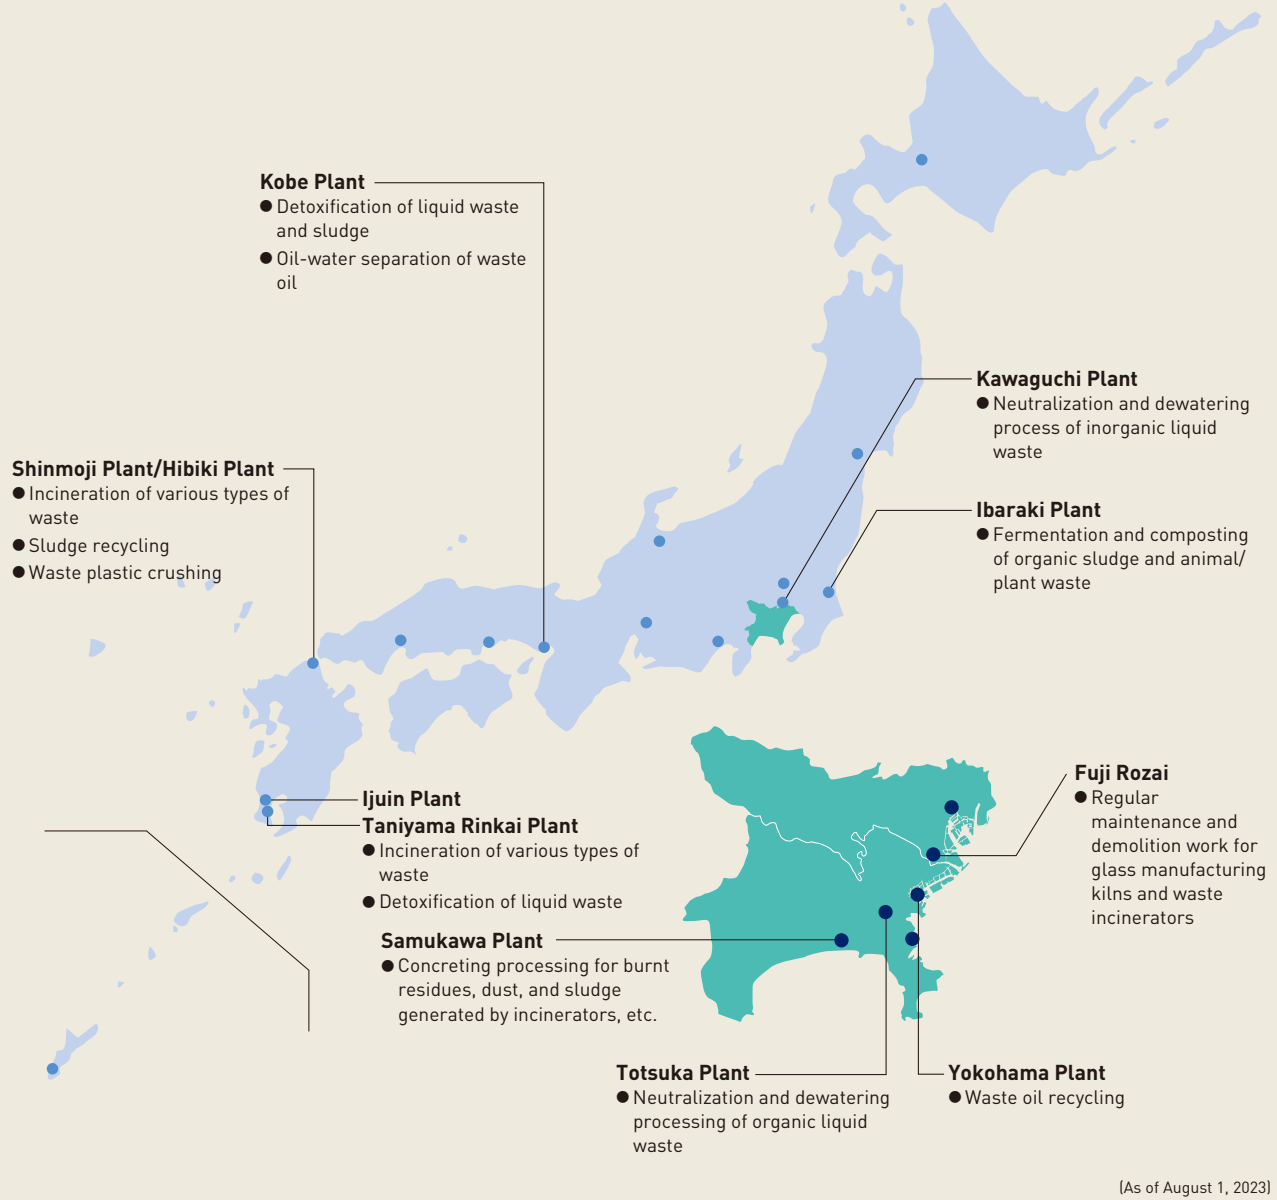 Kobe Plant
● Detoxification of liquid waste
and sludge
● Oil-water separation of waste
oil
Kawaguchi Plant
● Neutralization and dewatering
process of inorganic liquid
waste
Shinmoji Plant/Hibiki Plant
● Incineration of various types of
waste
● Sludge recycling
● Waste plastic crushing
Ibaraki Plant
● Fermentation and composting
of organic sludge and animal/
plant waste
Ijuin Plant
Taniyama Rinkai Plant
● Incineration of various types of
waste
● Detoxification of liquid waste
Fuji Rozai
● Regular
maintenance and
demolition work for
glass manufacturing
kilns and waste
incinerators
Samukawa Plant
● Concreting processing for burnt
residues, dust, and sludge
generated by incinerators, etc.
Totsuka Plant
● Neutralization and dewatering
processing of organic liquid
waste
Yokohama Plant
● Waste oil recycling
(As of August 1, 2023)